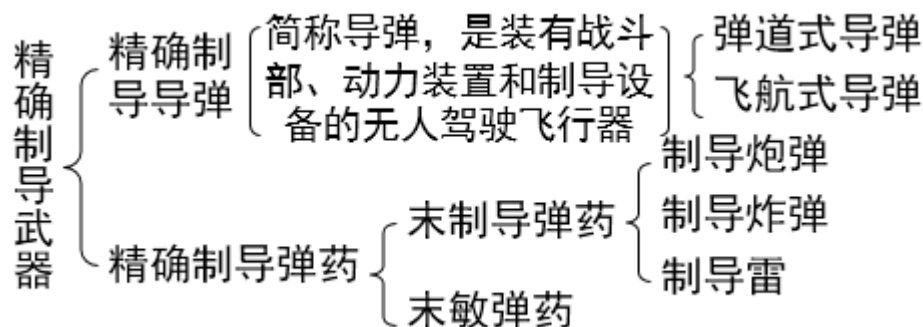 精确制导武器
精确制
导导弹
简称导弹，是装有战斗
部、动力装置和制导设
备的无人驾驶飞行器
弹道式导弹
飞航式导弹
精确制导弹药
末制导弹药
制导炮弹
制导炸弹
制导雷
末敏弹药